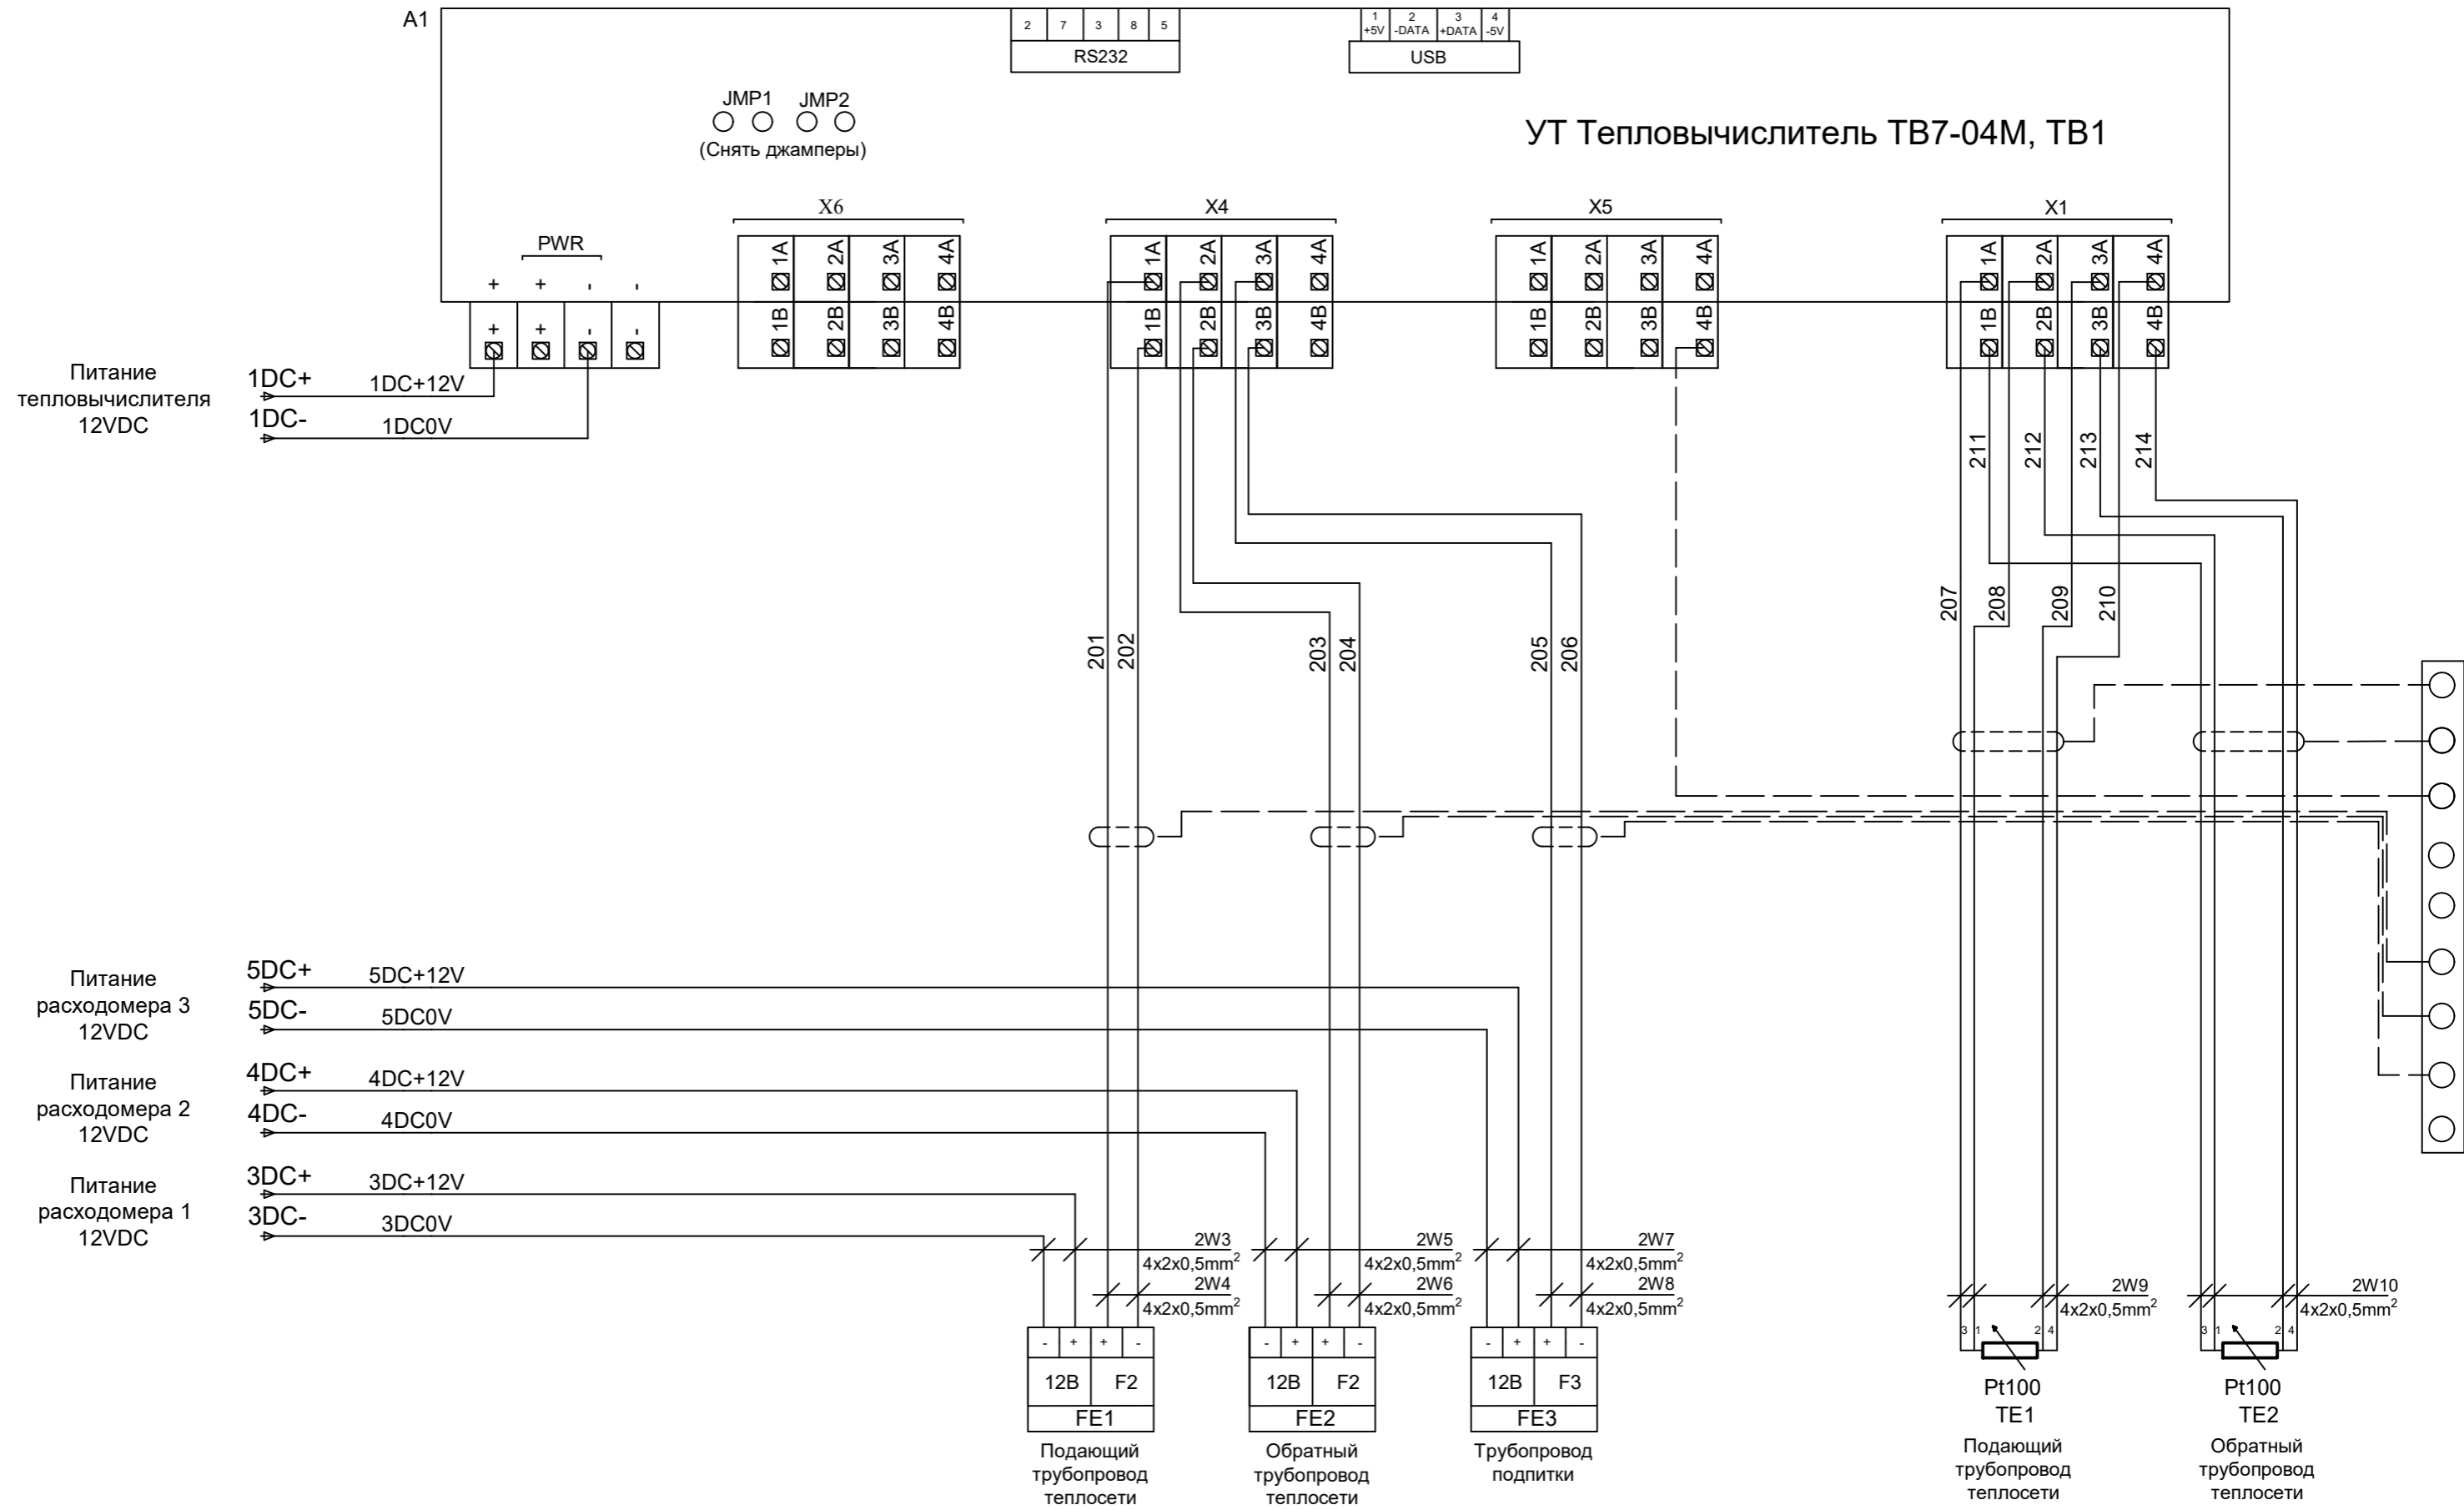 A1
2 7 3 8 5
RS232
1 2 3 4
+5V -DATA +DATA -5V
USB
JMP1 JMP2
(Снять джамперы)
УТ Тепловычислитель ТВ7-04М, ТВ1
PWR
X6
X4
X5
X1
+ + - -
+ + - -
1A 2A 3A 4A
1B 2B 3B 4B
1A 2A 3A 4A
1B 2B 3B 4B
1A 2A 3A 4A
1B 2B 3B 4B
1A 2A 3A 4A
1B 2B 3B 4B
Питание
тепловычислителя
12VDC
1DC+ 1DC+12V
1DC- 1DC0V
211 212 213 214
207 208 209 210
201 202 203 204 205 206
Питание
расходомера 3
12VDC
5DC+ 5DC+12V
5DC- 5DC0V
Питание
расходомера 2
12VDC
4DC+ 4DC+12V
4DC- 4DC0V
Питание
расходомера 1
12VDC
3DC+ 3DC+12V
3DC- 3DC0V
2W3
4x2x0,5mm²
2W4
4x2x0,5mm²
2W5
4x2x0,5mm²
2W6
4x2x0,5mm²
2W7
4x2x0,5mm²
2W8
4x2x0,5mm²
2W9
4x2x0,5mm²
2W10
4x2x0,5mm²
- + + -
12В F2
FE1
Подающий
трубопровод
теплосети
- + + -
12В F2
FE2
Обратный
трубопровод
теплосети
- + + -
12В F3
FE3
Трубопровод
подпитки
3 1 2 4
Pt100
TE1
Подающий
трубопровод
теплосети
3 1 2 4
Pt100
TE2
Обратный
трубопровод
теплосети